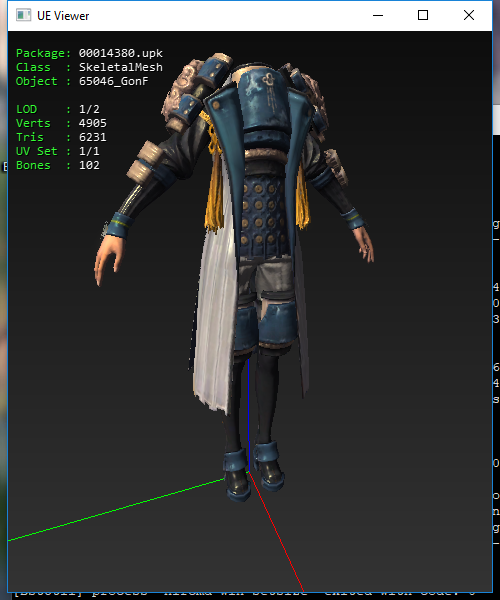 UE Viewer
Package: 00014380.upk
Class : SkeletalMesh
Object : 65046_GonF
LOD : 1/2
Verts : 4905
Tris : 6231
UV Set : 1/1
Bones : 102